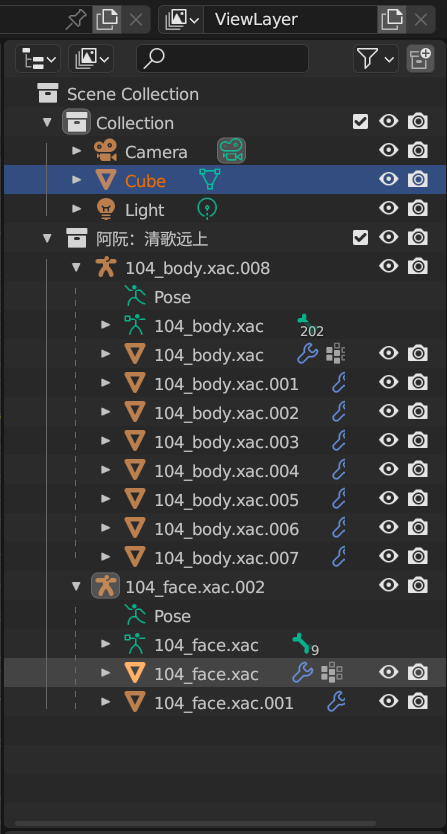 ViewLayer
Scene Collection
Collection
Camera
Cube
Light
阿阮：清歌远上
104_body.xac.008
Pose
104_body.xac 202
104_body.xac
104_body.xac.001
104_body.xac.002
104_body.xac.003
104_body.xac.004
104_body.xac.005
104_body.xac.006
104_body.xac.007
104_face.xac.002
Pose
104_face.xac 9
104_face.xac
104_face.xac.001